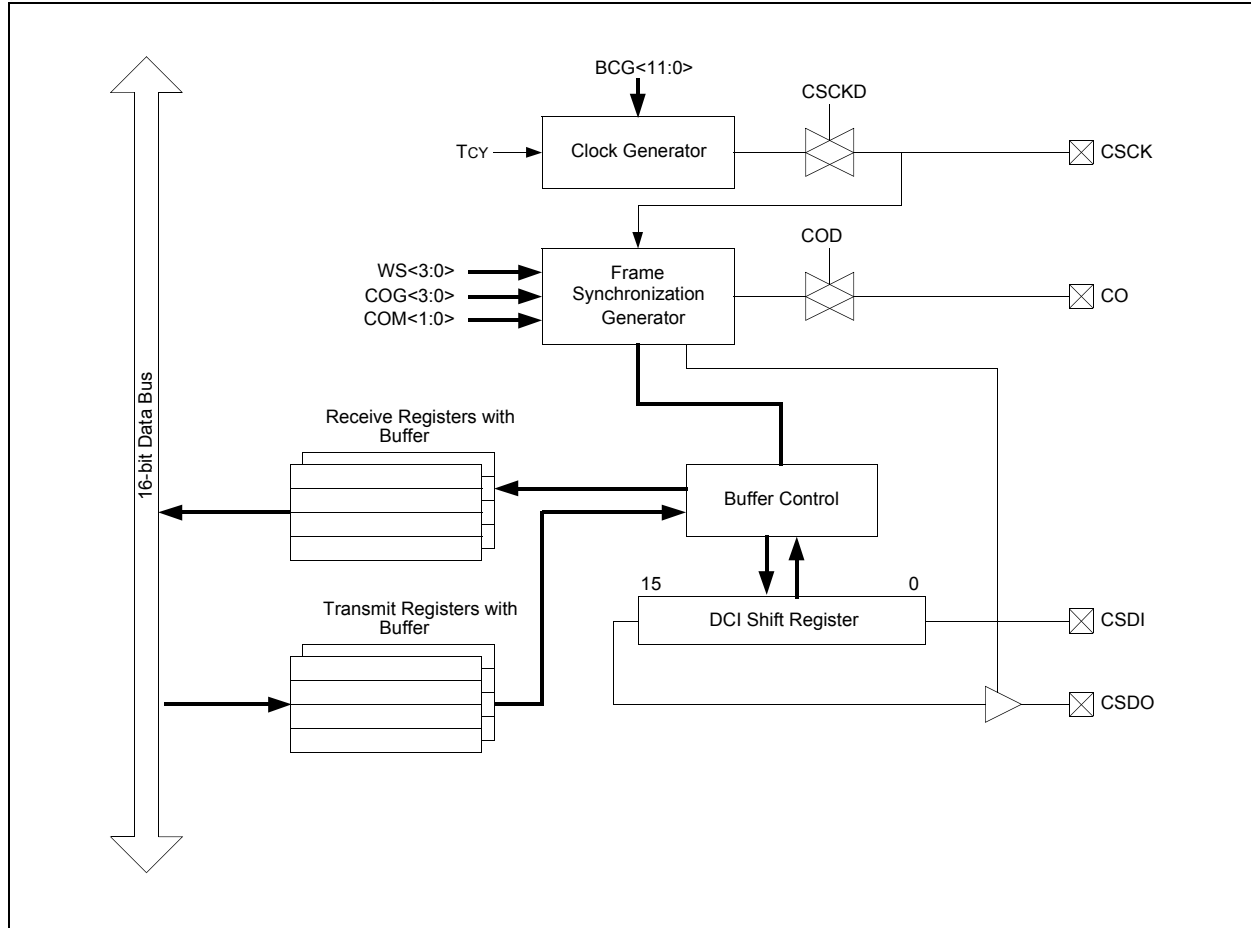 BCG<11:0>
CSCKD
TCY
Clock Generator
CSCK
COD
WS<3:0>
COG<3:0>
COM<1:0>
Frame
Synchronization
Generator
CO
16-bit Data Bus
Receive Registers with
Buffer
Buffer Control
15
0
Transmit Registers with
Buffer
DCI Shift Register
CSDI
CSDO